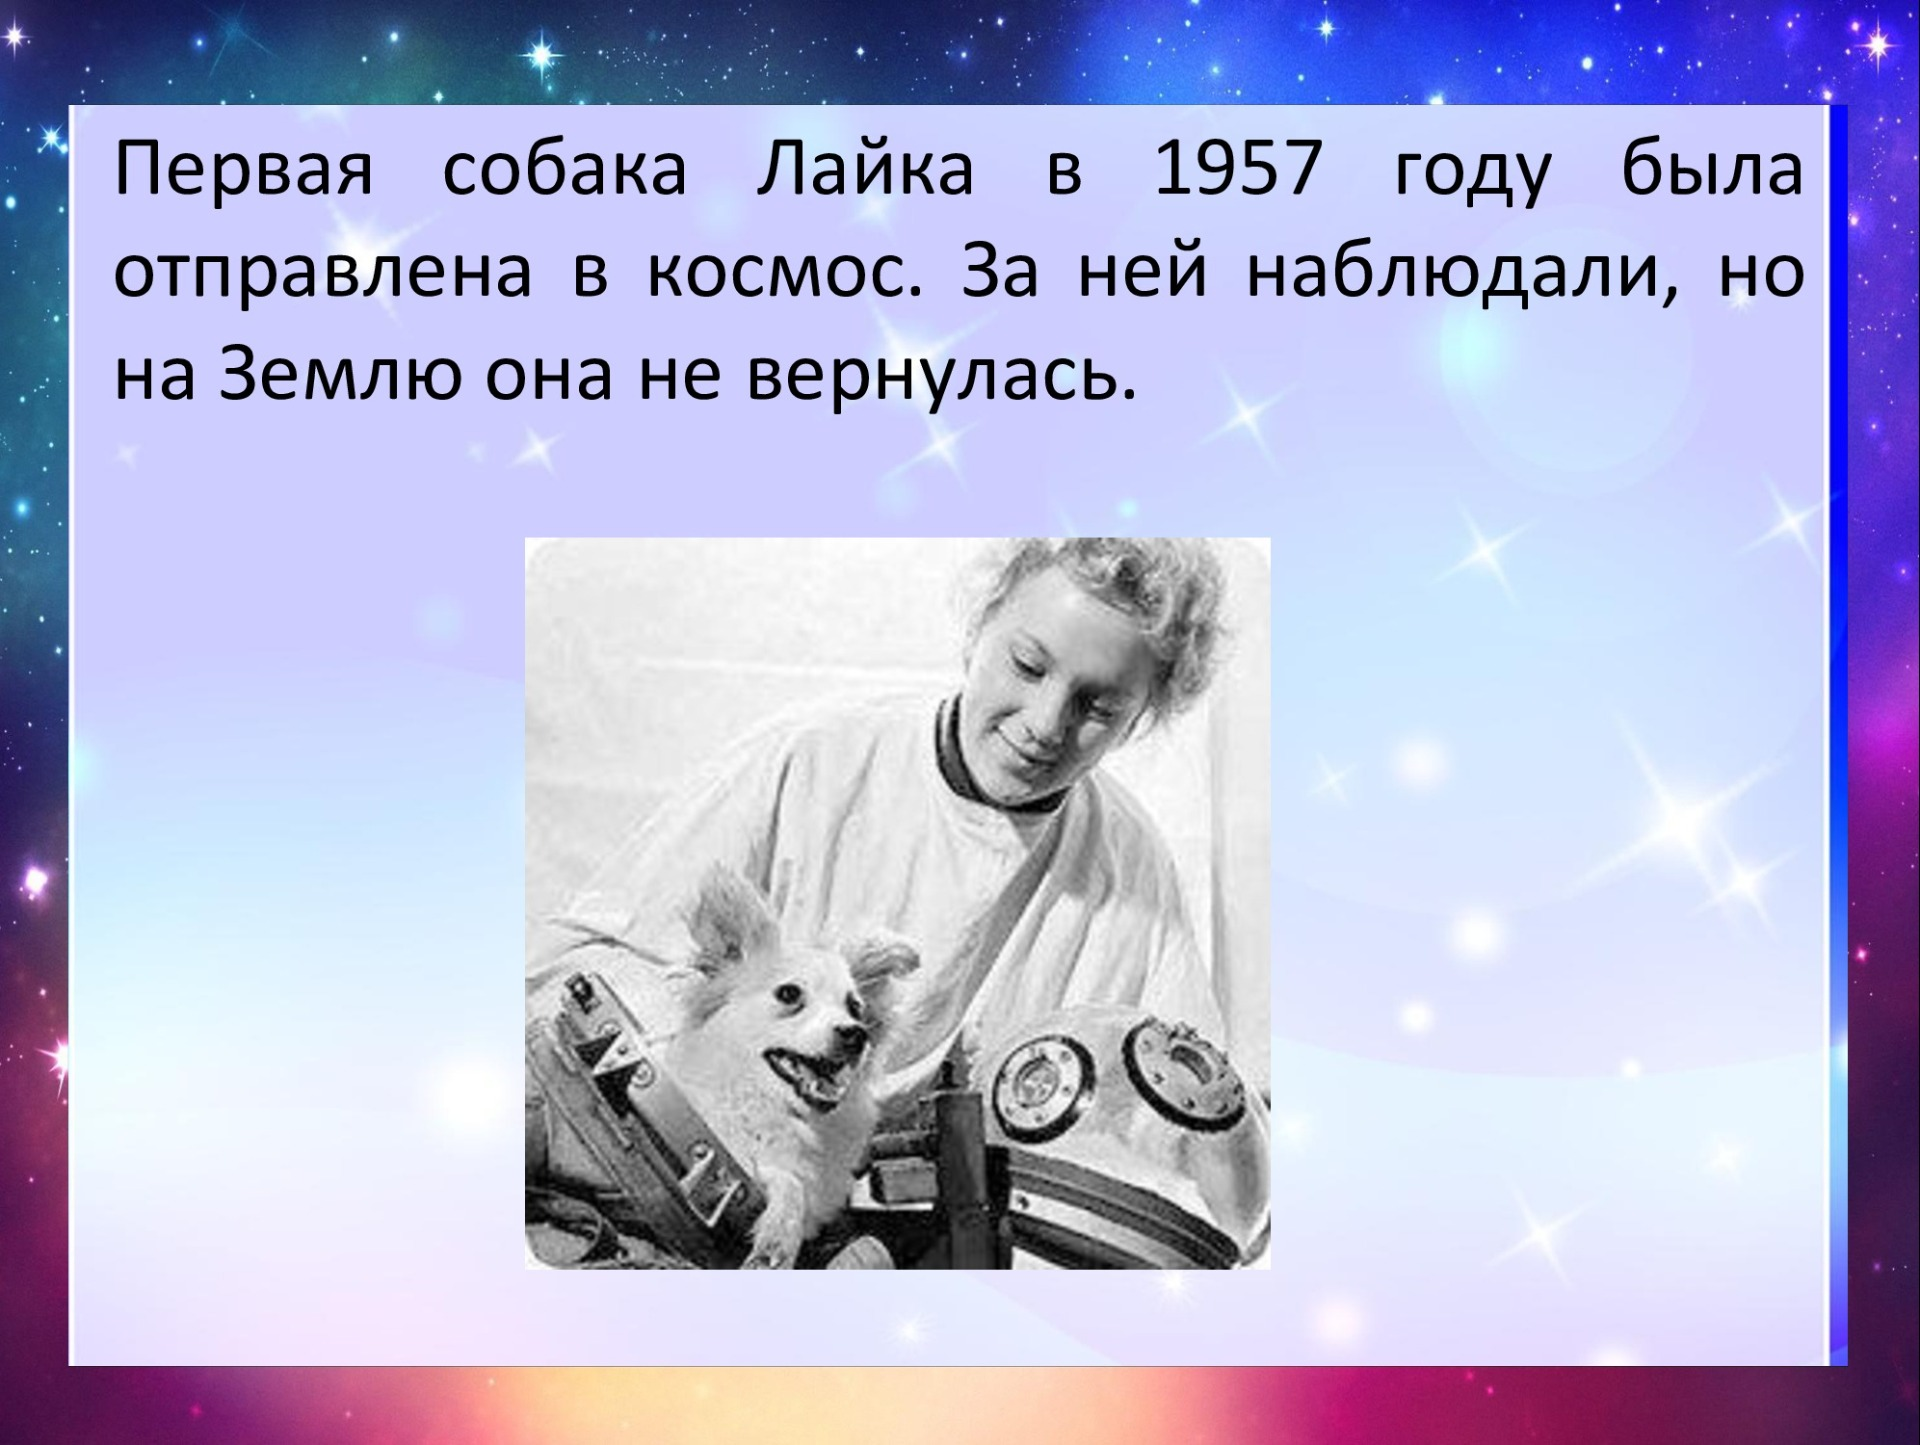 Первая собака Лайка в 1957 году была
отправлена в космос. За ней наблюдали, но
на Землю она не вернулась.